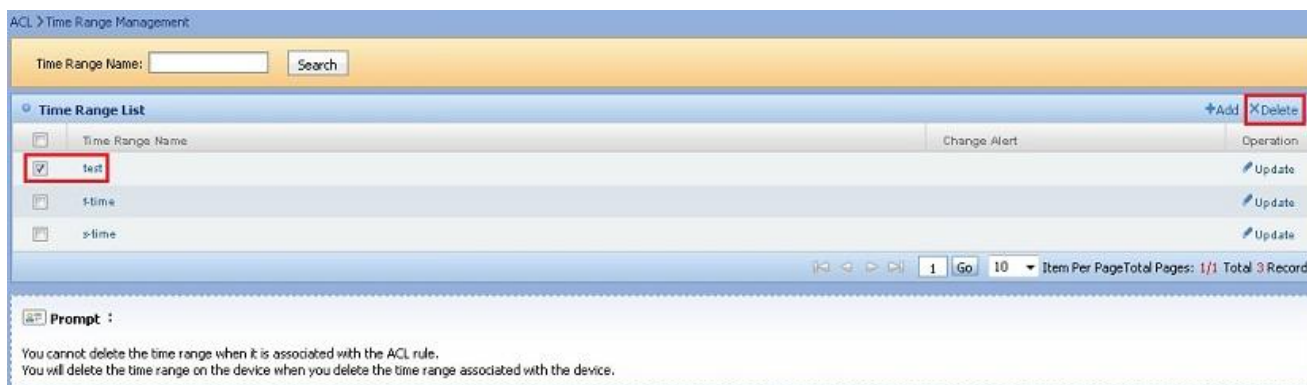 ACL > Time Range Management
Time Range Name: Search
Time Range List +Add ×Delete
Time Range Name Change Alert Operation
test Update
f-time Update
s-time Update
1 Go 10 Item Per PageTotal Pages: 1/1 Total 3 Record
Prompt :
You cannot delete the time range when it is associated with the ACL rule.
You will delete the time range on the device when you delete the time range associated with the device.